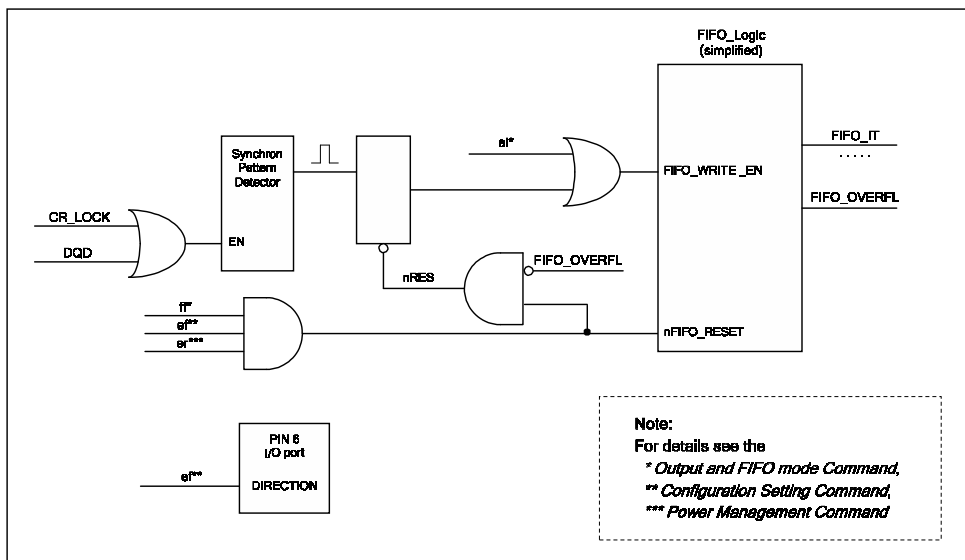 FIFO_Logic
(simplified)
FIFO_IT
.....
al*
Synchron
Pattern
Detector
FIFO_WRITE_EN
FIFO_OVERFL
CR_LOCK
EN
DQD
FIFO_OVERFL
nRES
ff*
ef**
er***
nFIFO_RESET
PIN 6
I/O port
ef**
DIRECTION
Note:
For details see the
* Output and FIFO mode Command,
** Configuration Setting Command,
*** Power Management Command